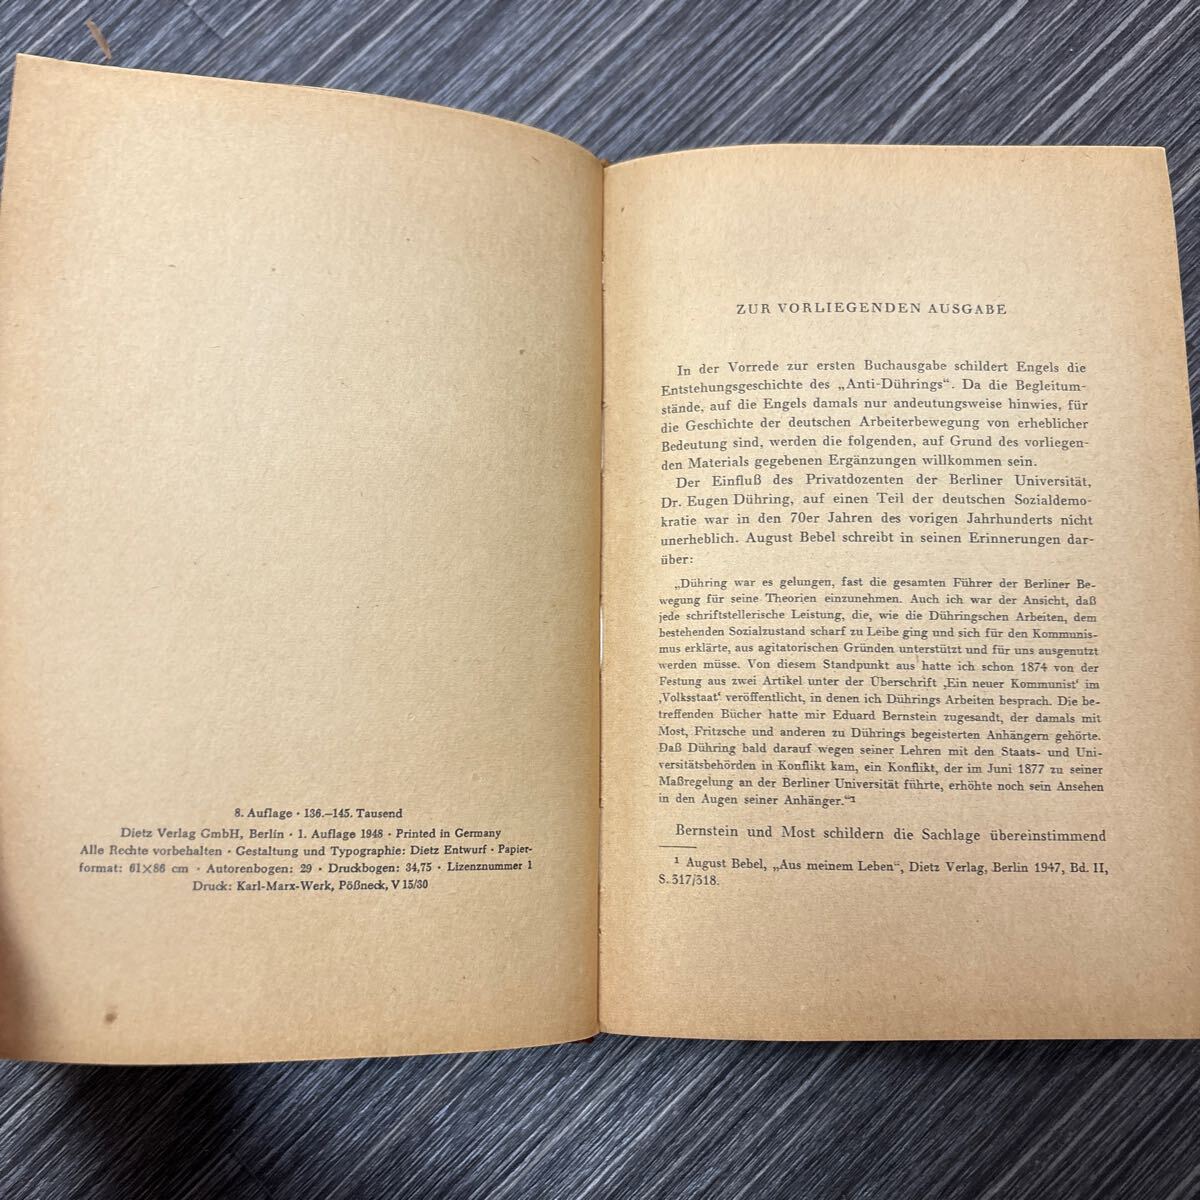 8. Auflage · 136.–145. Tausend
Dietz Verlag GmbH, Berlin · 1. Auflage 1948 · Printed in Germany
Alle Rechte vorbehalten · Gestaltung und Typographie: Dietz Entwurf · Papier-
format: 61×86 cm · Autorenbogen: 29 · Druckbogen: 34,75 · Lizenznummer 1
Druck: Karl-Marx-Werk, Pößneck, V 15/30
ZUR VORLIEGENDEN AUSGABE
In der Vorrede zur ersten Buchausgabe schildert Engels die
Entstehungsgeschichte des „Anti-Dührings“. Da die Begleitum-
stände, auf die Engels damals nur andeutungsweise hinwies, für
die Geschichte der deutschen Arbeiterbewegung von erheblicher
Bedeutung sind, werden die folgenden, auf Grund des vorliegen-
den Materials gegebenen Ergänzungen willkommen sein.
Der Einfluß des Privatdozenten der Berliner Universität,
Dr. Eugen Dühring, auf einen Teil der deutschen Sozialdemo-
kratie war in den 70er Jahren des vorigen Jahrhunderts nicht
unerheblich. August Bebel schreibt in seinen Erinnerungen dar-
über:
„Dühring war es gelungen, fast die gesamten Führer der Berliner Be-
wegung für seine Theorien einzunehmen. Auch ich war der Ansicht, daß
jede schriftstellerische Leistung, die, wie die Dühringschen Arbeiten, dem
bestehenden Sozialzustand scharf zu Leibe ging und sich für den Kommunis-
mus erklärte, aus agitatorischen Gründen unterstützt und für uns ausgenutzt
werden müsse. Von diesem Standpunkt aus hatte ich schon 1874 von der
Festung aus zwei Artikel unter der Überschrift ‚Ein neuer Kommunist‘ im
‚Volksstaat‘ veröffentlicht, in denen ich Dührings Arbeiten besprach. Die be-
treffenden Bücher hatte mir Eduard Bernstein zugesandt, der damals mit
Most, Fritzsche und anderen zu Dührings begeisterten Anhängern gehörte.
Daß Dühring bald darauf wegen seiner Lehren mit den Staats- und Uni-
versitätsbehörden in Konflikt kam, ein Konflikt, der im Juni 1877 zu seiner
Maßregelung an der Berliner Universität führte, erhöhte noch sein Ansehen
in den Augen seiner Anhänger.“¹
Bernstein und Most schildern die Sachlage übereinstimmend
¹ August Bebel, „Aus meinem Leben“, Dietz Verlag, Berlin 1947, Bd. II,
S. 317/318.